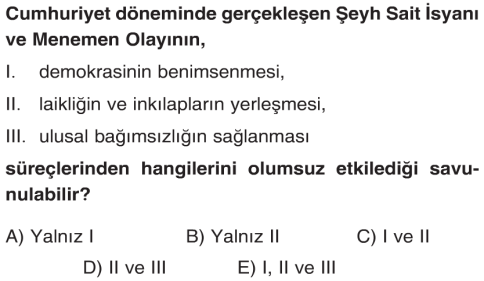 Cumhuriyet döneminde gerçekleşen Şeyh Sait İsyanı
ve Menemen Olayının,
I. demokrasinin benimsenmesi,
II. laikliğin ve inkılapların yerleşmesi,
III. ulusal bağımsızlığın sağlanması
süreçlerinden hangilerini olumsuz etkilediği savu-
nulabilir?
A) Yalnız I B) Yalnız II C) I ve II
D) II ve III E) I, II ve III